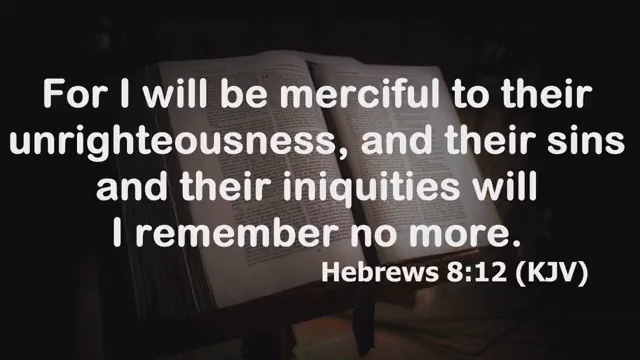 For I will be merciful to their
unrighteousness, and their sins
and their iniquities will
I remember no more.
Hebrews 8:12 (KJV)